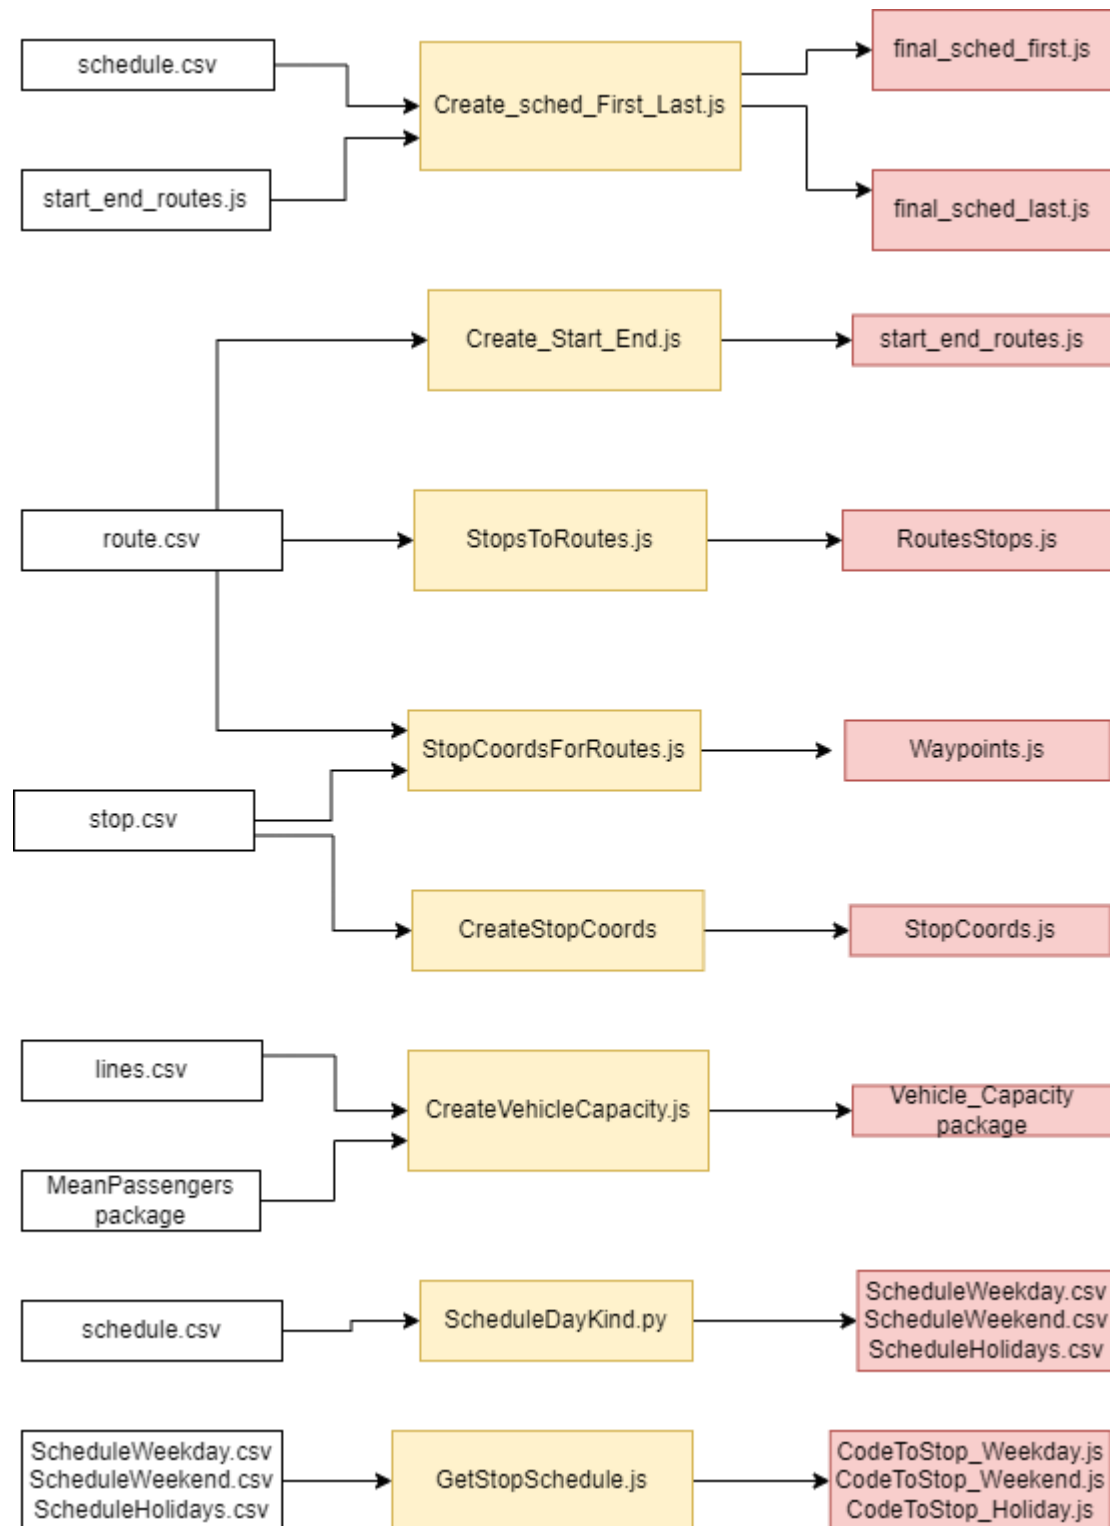 schedule.csv
Create_sched_First_Last.js
final_sched_first.js
start_end_routes.js
final_sched_last.js
Create_Start_End.js
start_end_routes.js
route.csv
StopsToRoutes.js
RoutesStops.js
StopCoordsForRoutes.js
Waypoints.js
stop.csv
CreateStopCoords
StopCoords.js
lines.csv
CreateVehicleCapacity.js
Vehicle_Capacity
package
MeanPassengers
package
schedule.csv
ScheduleDayKind.py
ScheduleWeekday.csv
ScheduleWeekend.csv
ScheduleHolidays.csv
ScheduleWeekday.csv
ScheduleWeekend.csv
ScheduleHolidays.csv
GetStopSchedule.js
CodeToStop_Weekday.js
CodeToStop_Weekend.js
CodeToStop_Holiday.js